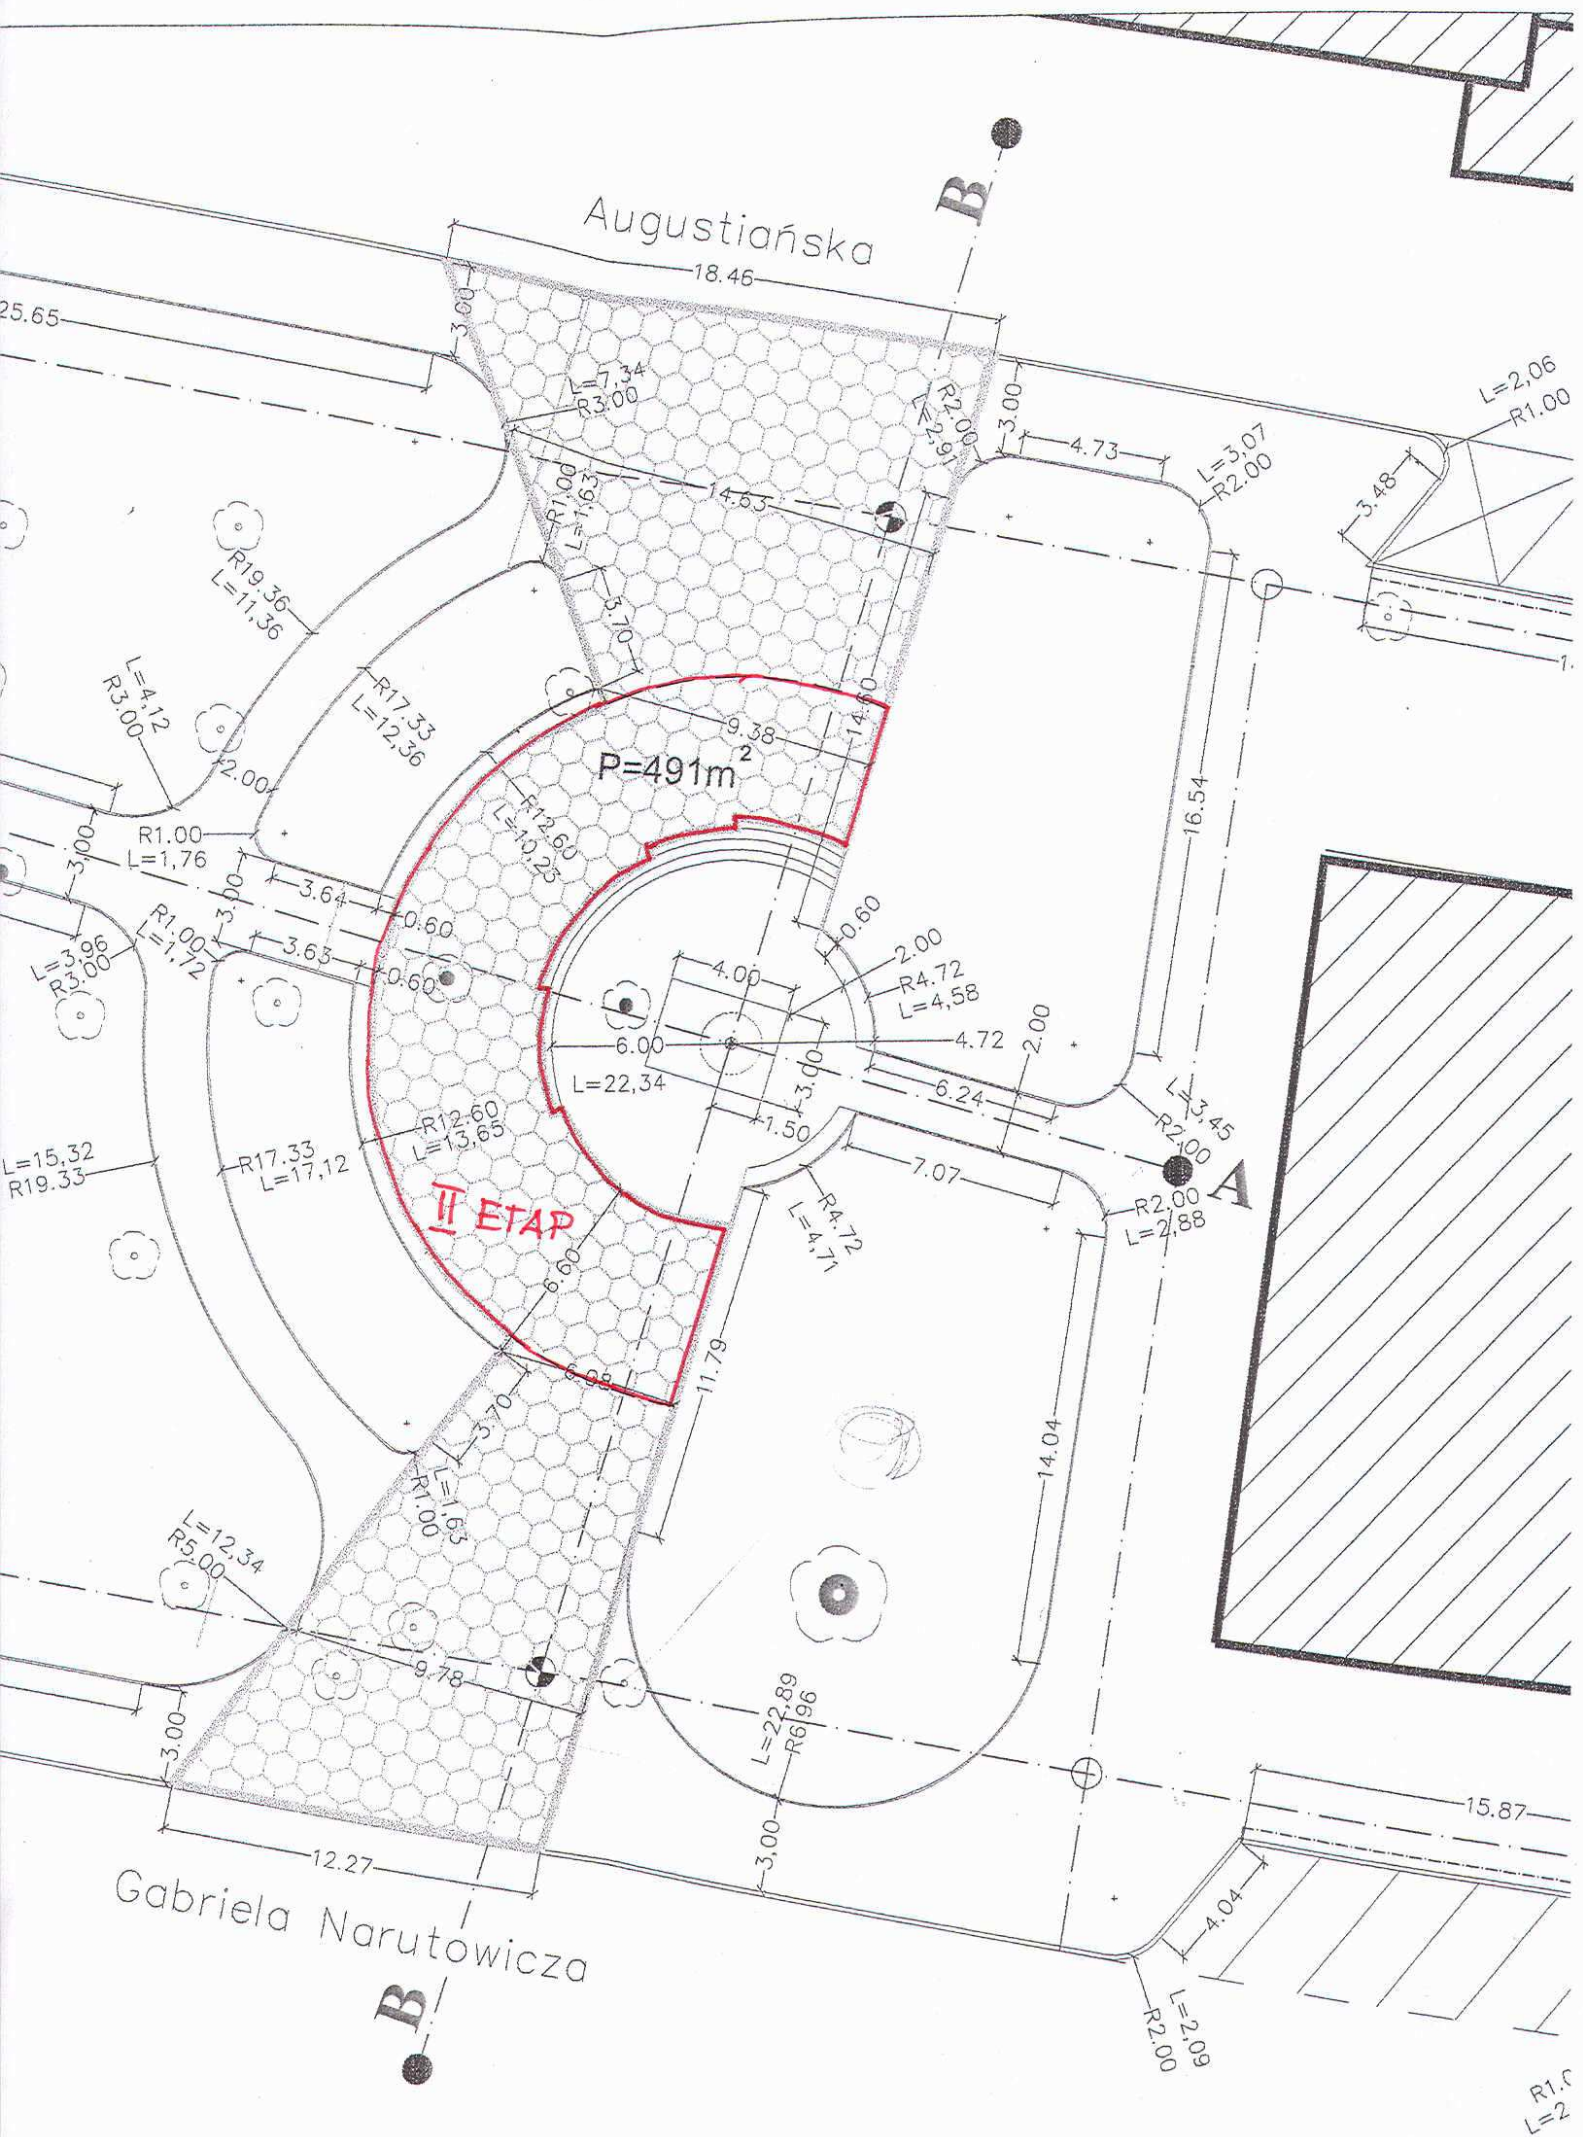 B
Augustiańska
18.46
25.65
3.00
L=7,34
R3.00
R2.00
L=2,91
3.00
4.73
L=3,07
R2.00
L=2,06
R1.00
3.48
R1.00
L=1,63
14.63
R19.36
L=11,36
3.70
1.
L=4,12
R3.00
R17.33
L=12,36
9.38
14.60
P=491m²
2.00
16.54
3,00
R1.00
L=1,76
R12.60
L=10,23
3.64
3.00
0.60
0.60
R1.00
L=1,72
3.63
0.60
2.00
L=3,96
R3.00
4.00
R4.72
L=4,58
6.00
4.72
2.00
L=22,34
3.00
6.24
1.50
L=3,45
R2.00
R12.60
L=13,65
L=15,32
R19.33
R17.33
L=17,12
7.07
A
R2.00
L=2,88
II ETAP
R4.72
L=4,71
6.60
11.79
6.98
3.70
14.04
L=1,63
R1.00
L=12,34
R5.00
9.78
L=22,89
R6.96
3.00
15.87
3.00
12.27
4.04
Gabriela Narutowicza
B
L=2,09
R2.00
R1.0
L=2